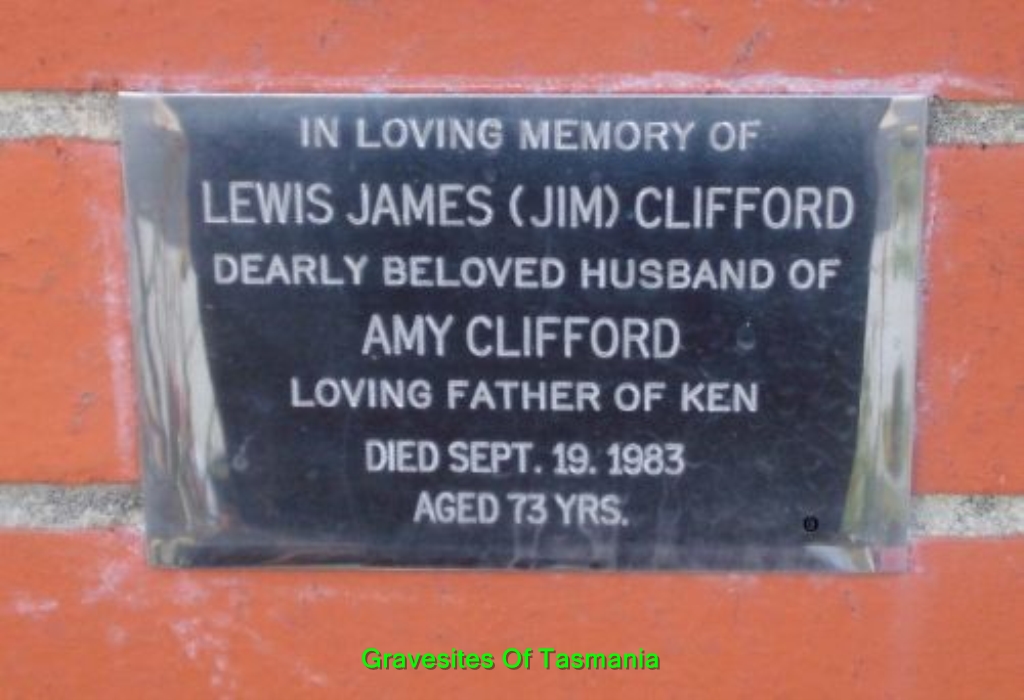 IN LOVING MEMORY OF
LEWIS JAMES (JIM) CLIFFORD
DEARLY BELOVED HUSBAND OF
AMY CLIFFORD
LOVING FATHER OF KEN
DIED SEPT. 19. 1983
AGED 73 YRS.
Gravesites Of Tasmania